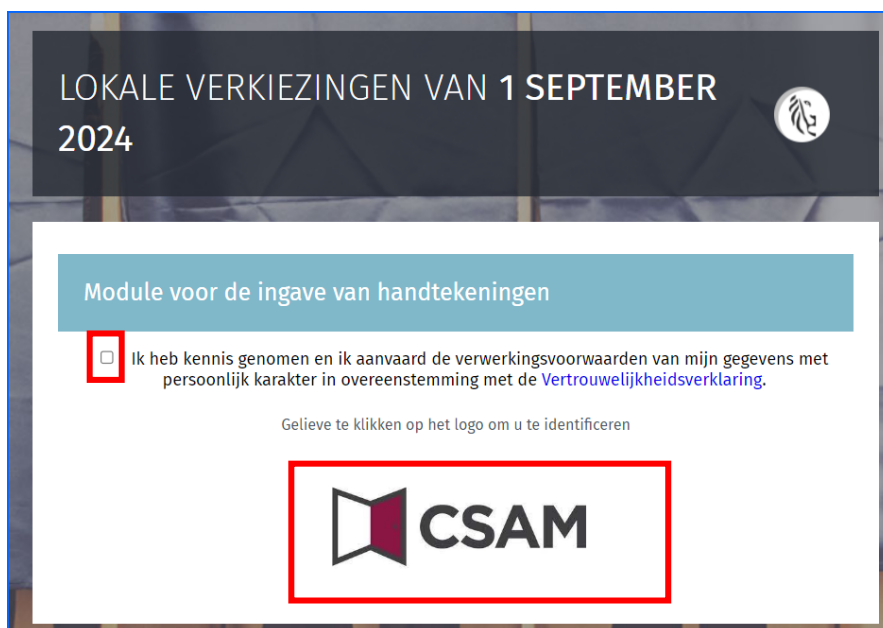 LOKALE VERKIEZINGEN VAN 1 SEPTEMBER
2024
Module voor de ingave van handtekeningen
Ik heb kennis genomen en ik aanvaard de verwerkingsvoorwaarden van mijn gegevens met
persoonlijk karakter in overeenstemming met de Vertrouwelijkheidsverklaring.
Gelieve te klikken op het logo om u te identificeren
CSAM